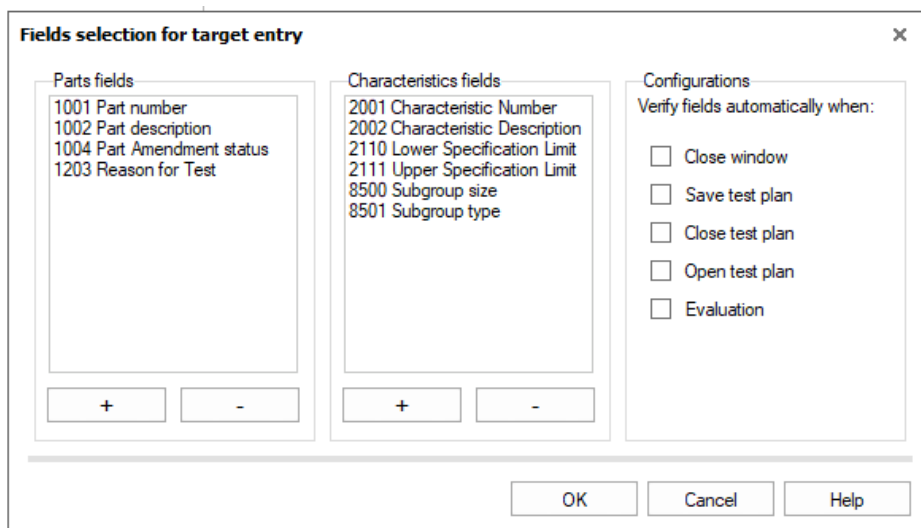 Fields selection for target entry
Parts fields
1001 Part number
1002 Part description
1004 Part Amendment status
1203 Reason for Test
+
-
Characteristics fields
2001 Characteristic Number
2002 Characteristic Description
2110 Lower Specification Limit
2111 Upper Specification Limit
8500 Subgroup size
8501 Subgroup type
+
-
Configurations
Verify fields automatically when:
Close window
Save test plan
Close test plan
Open test plan
Evaluation
OK
Cancel
Help